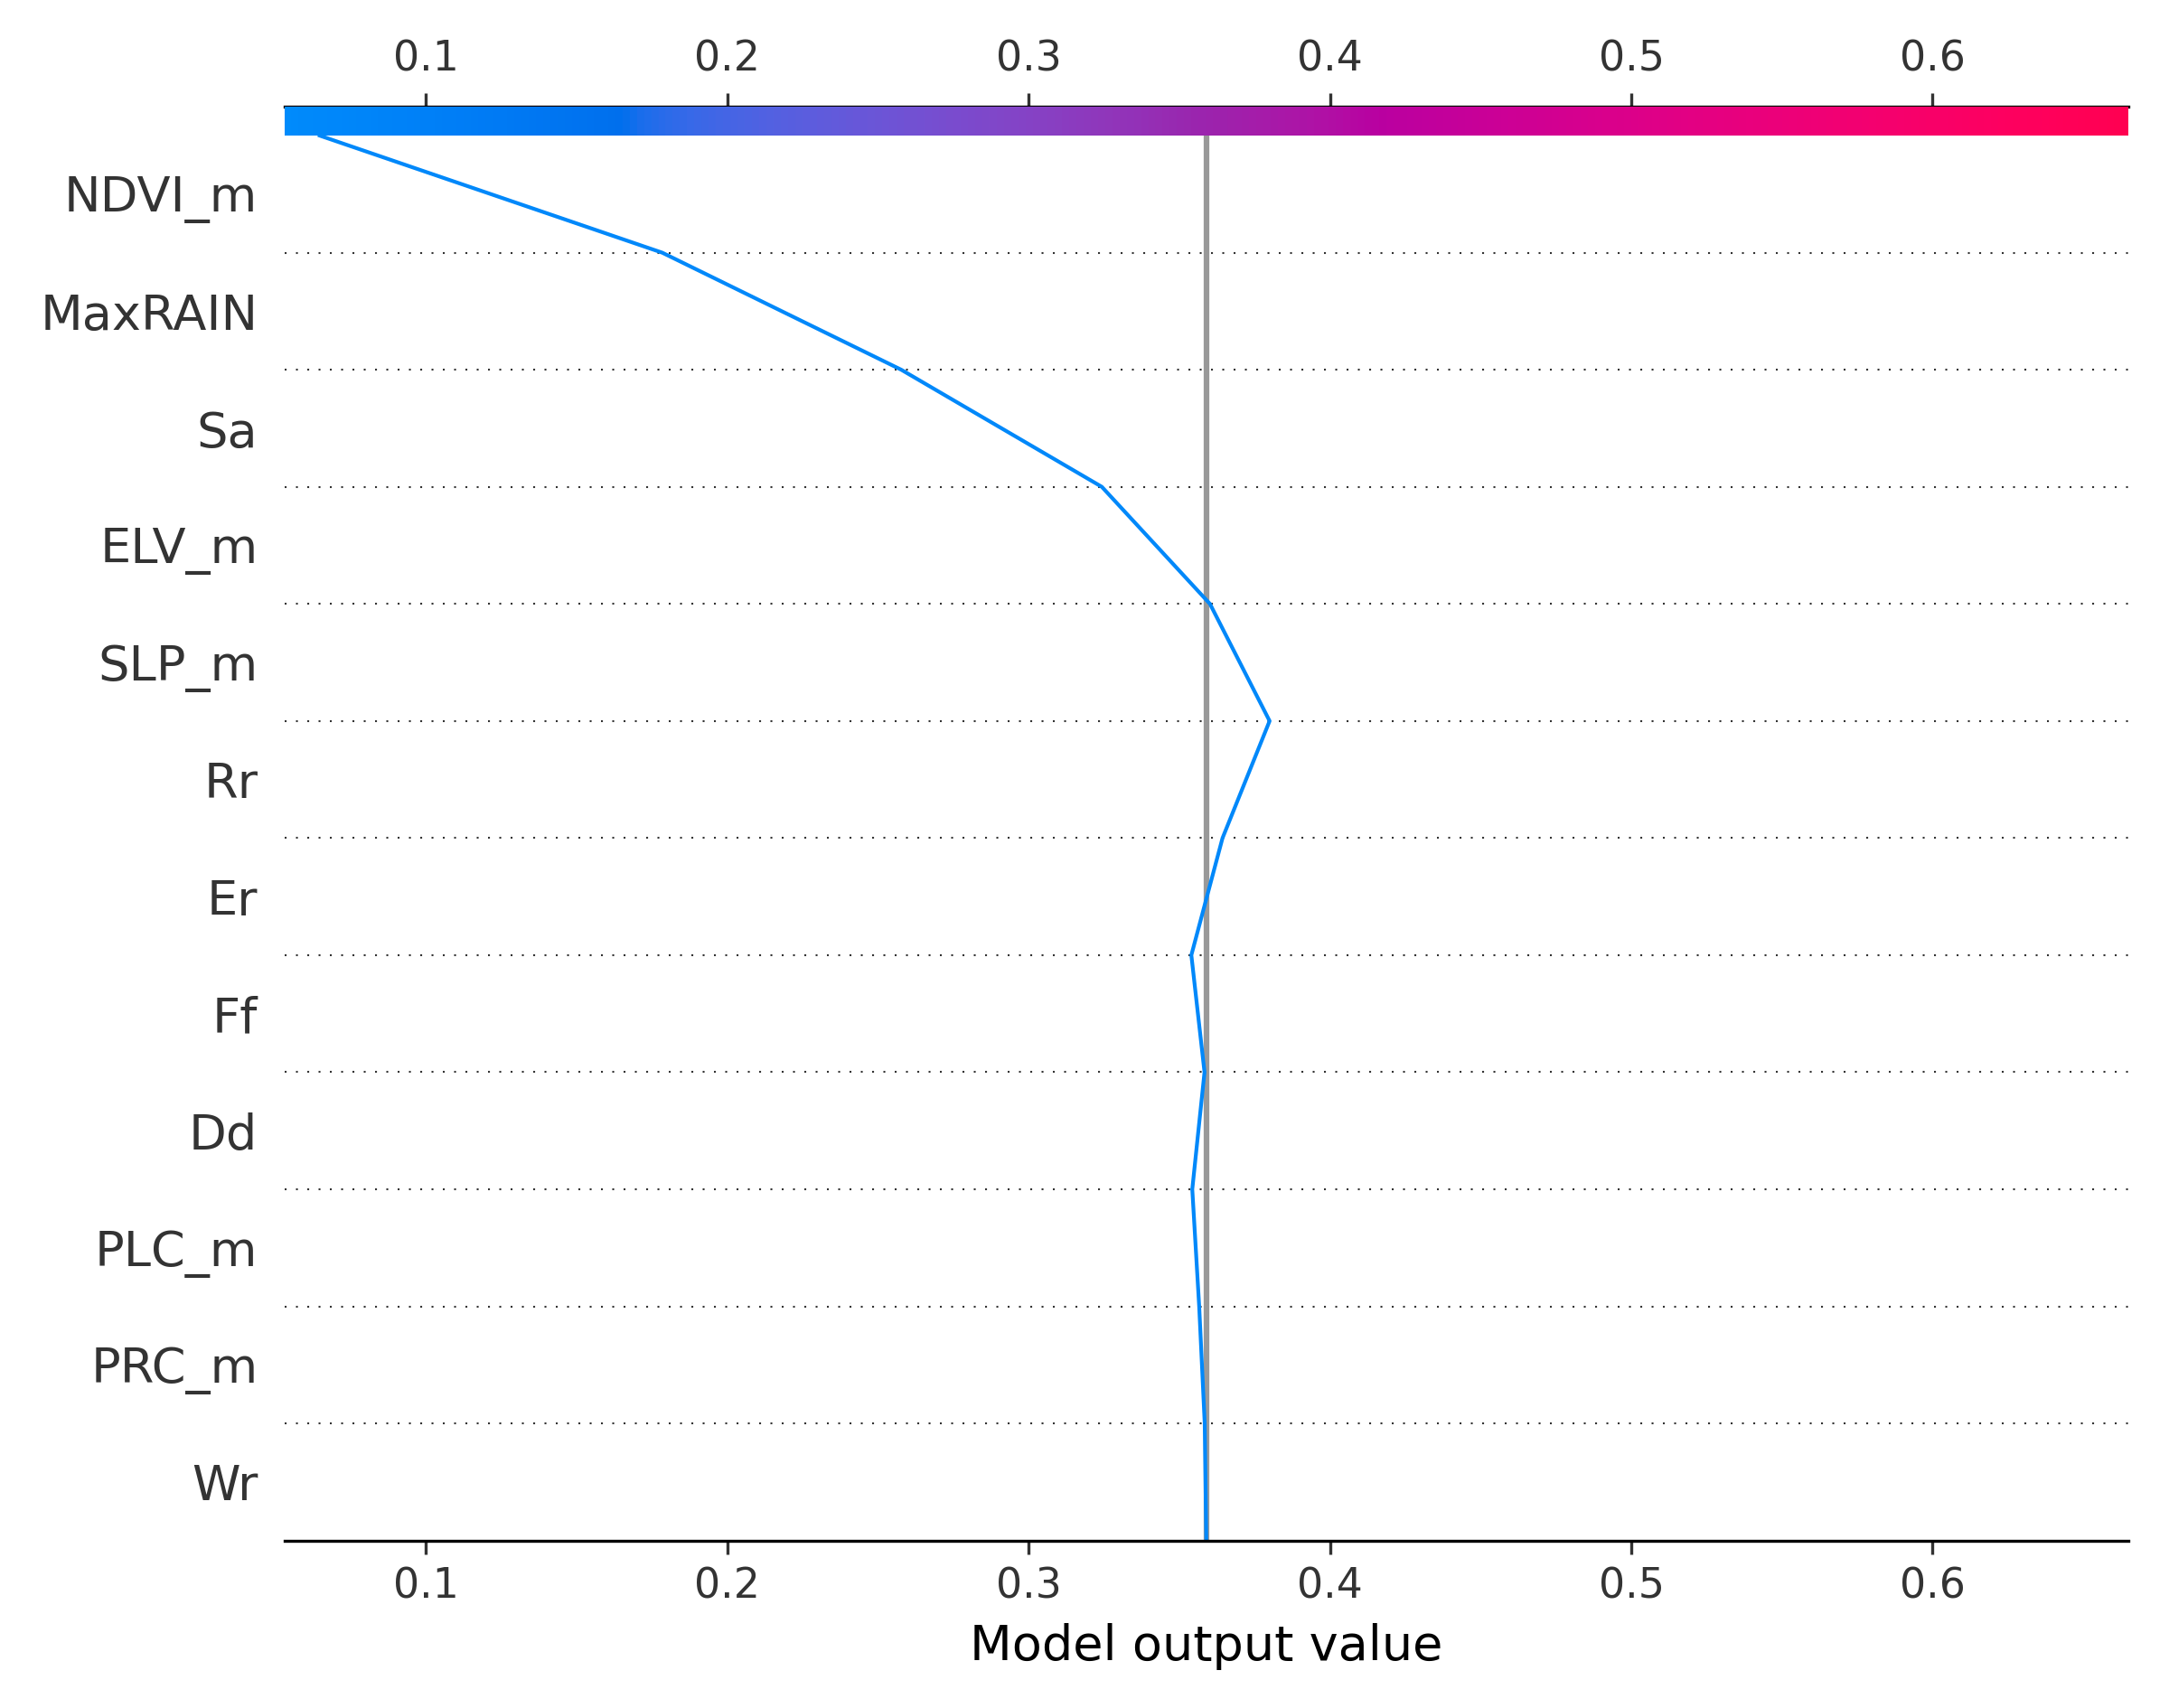 0.1 0.2 0.3 0.4 0.5 0.6
NDVI_m
MaxRAIN
Sa
ELV_m
SLP_m
Rr
Er
Ff
Dd
PLC_m
PRC_m
Wr
0.1 0.2 0.3 0.4 0.5 0.6
Model output value